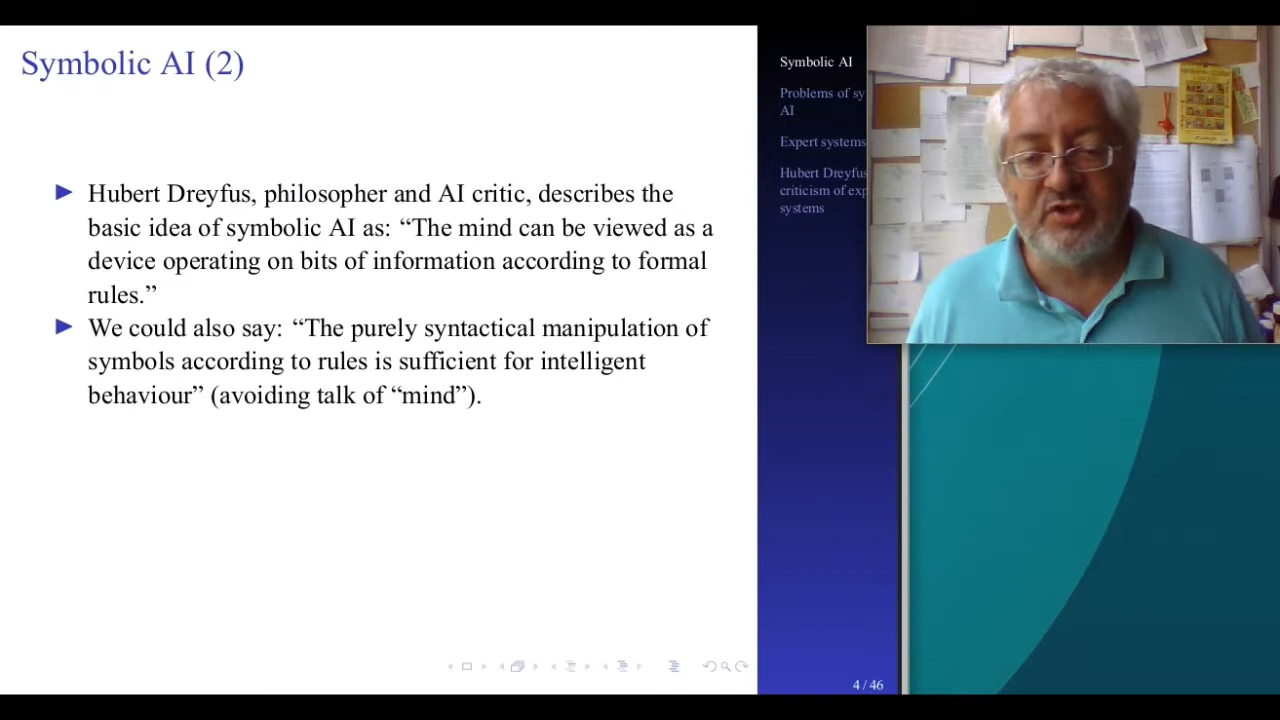 Symbolic AI (2)
Hubert Dreyfus, philosopher and AI critic, describes the
basic idea of symbolic AI as: “The mind can be viewed as a
device operating on bits of information according to formal
rules.”
We could also say: “The purely syntactical manipulation of
symbols according to rules is sufficient for intelligent
behaviour” (avoiding talk of “mind”).
Symbolic AI
Problems of
AI
Expert systems
Hubert
criticism of
systems
4 / 46